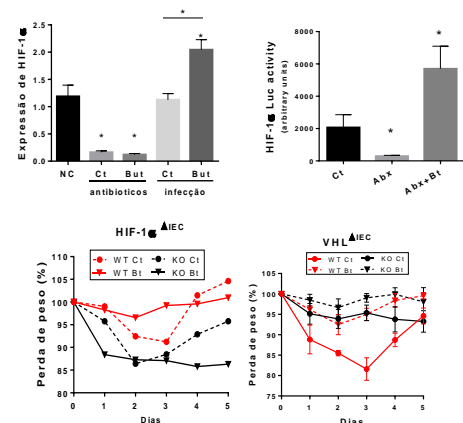 Expressão de HIF-1α
2.5
2.0
1.5
1.0
0.5
0.0
*
*
*
*
NC
Ct
But
Ct
But
antibioticos
infecção
HIF-1α Luc activity
(arbitrary units)
8000
6000
4000
2000
0
*
*
Ct
Abx
Abx+Bt
HIF-1α ΔIEC
WT Ct
KO Ct
WT Bt
KO Bt
Perda de peso (%)
110
105
100
95
90
85
80
0
1
2
3
4
5
Dias
VHL ΔIEC
WT Ct
KO Ct
WT Bt
KO Bt
Perda de peso (%)
105
100
95
90
85
80
75
0
1
2
3
4
5
Dias